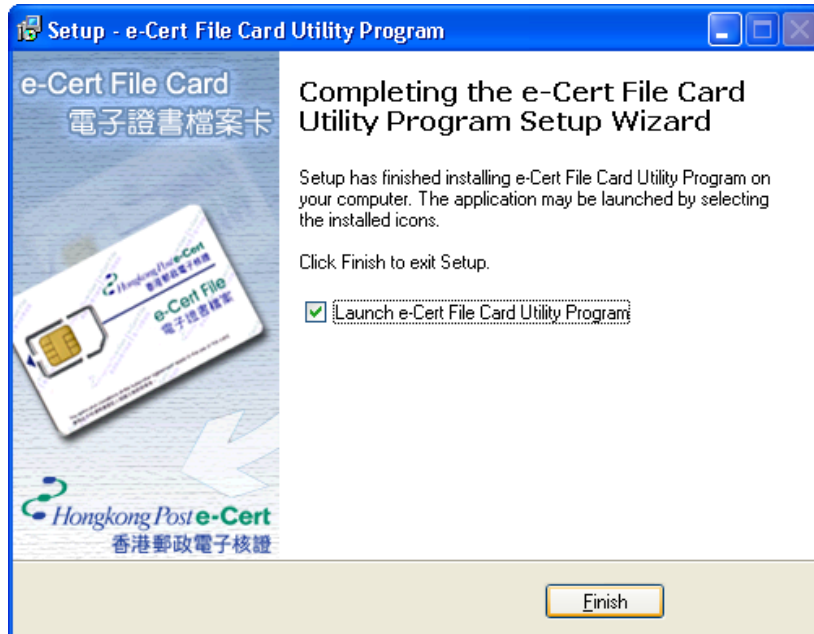 Setup - e-Cert File Card Utility Program
e-Cert File Card
電子證書檔案卡
Hongkong Post e-Cert
香港郵政電子核證
e-Cert File
電子證書檔案
Hongkong Post e-Cert
香港郵政電子核證
Completing the e-Cert File Card
Utility Program Setup Wizard
Setup has finished installing e-Cert File Card Utility Program on
your computer. The application may be launched by selecting
the installed icons.
Click Finish to exit Setup.
Launch e-Cert File Card Utility Program
Finish